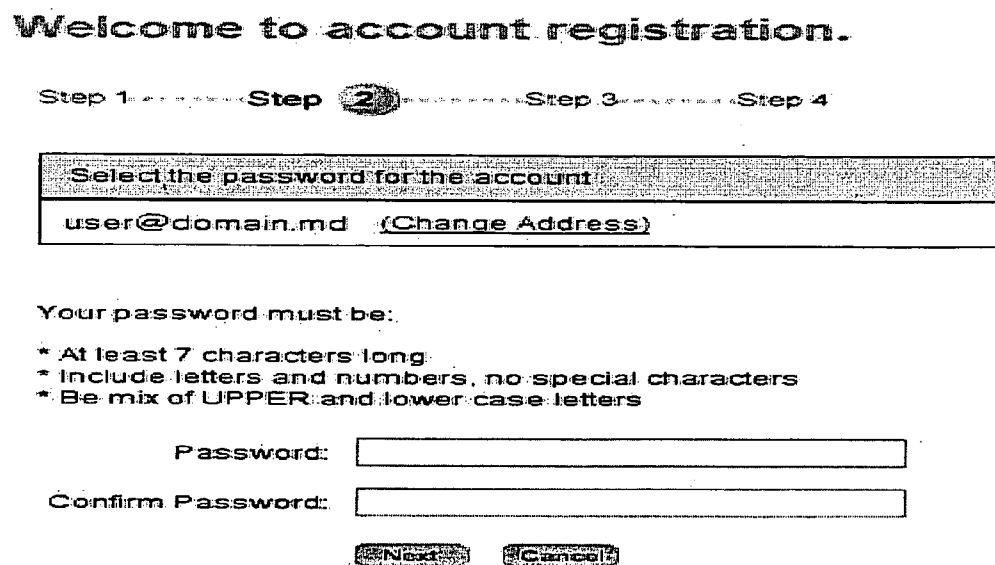 Welcome to account registration.
Step 1--------Step 2---------Step 3---------Step 4
Select the password for the account
user@domain.md (Change Address)
Your password must be:
* At least 7 characters long
* Include letters and numbers, no special characters
* Be mix of UPPER and lower case letters
Password:
Confirm Password:
Next Cancel